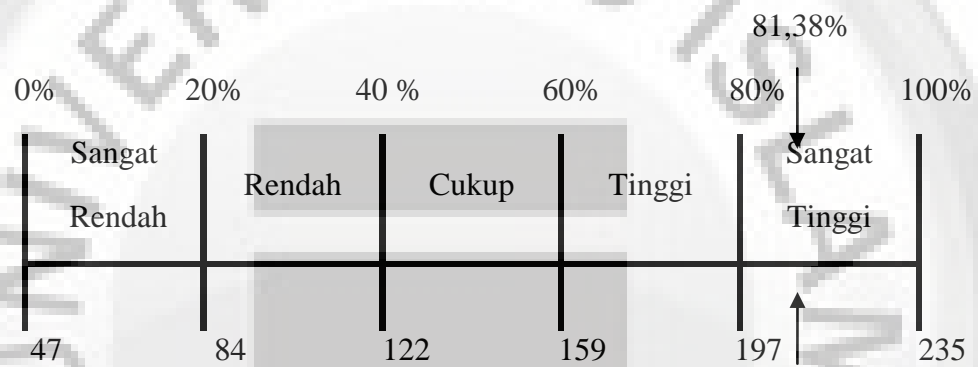 81,38%
0% 20% 40 % 60% 80% 100%
Sangat Rendah Rendah Cukup Tinggi Sangat Tinggi
47 84 122 159 197 235